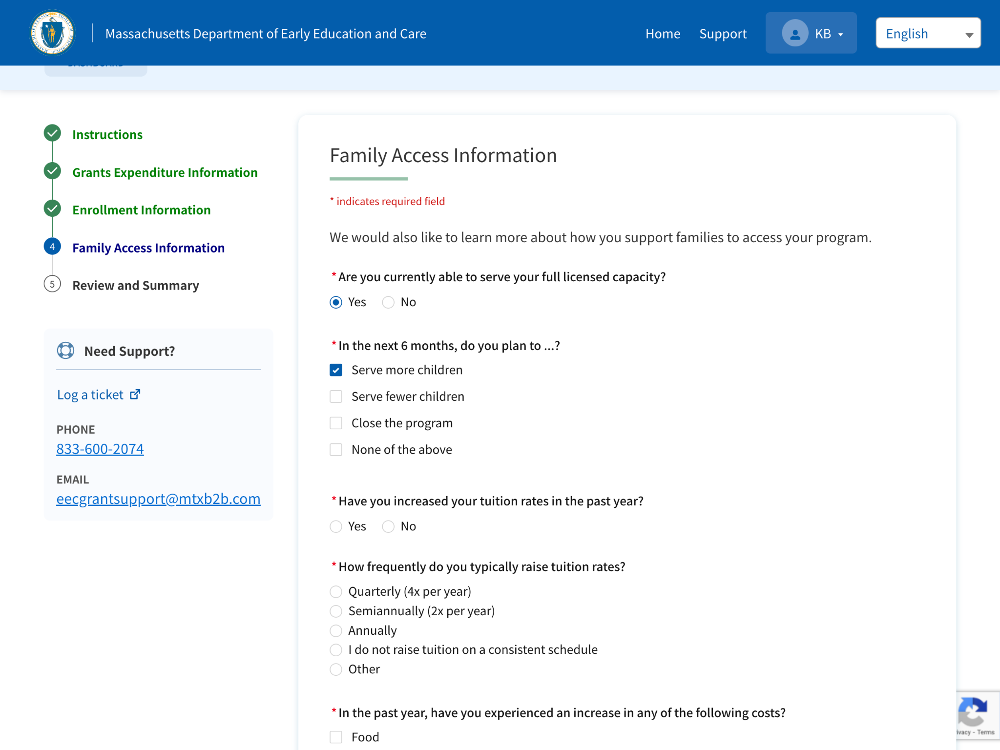 Massachusetts Department of Early Education and Care
Home
Support
KB
English
DASHBOARD
Instructions
Grants Expenditure Information
Enrollment Information
4
Family Access Information
5
Review and Summary
Need Support?
Log a ticket
PHONE
833-600-2074
EMAIL
eecgrantsupport@mtxb2b.com
Family Access Information
* indicates required field
We would also like to learn more about how you support families to access your program.
* Are you currently able to serve your full licensed capacity?
Yes
No
* In the next 6 months, do you plan to ...?
Serve more children
Serve fewer children
Close the program
None of the above
* Have you increased your tuition rates in the past year?
Yes
No
* How frequently do you typically raise tuition rates?
Quarterly (4x per year)
Semiannually (2x per year)
Annually
I do not raise tuition on a consistent schedule
Other
* In the past year, have you experienced an increase in any of the following costs?
Food
ivacy - Terms